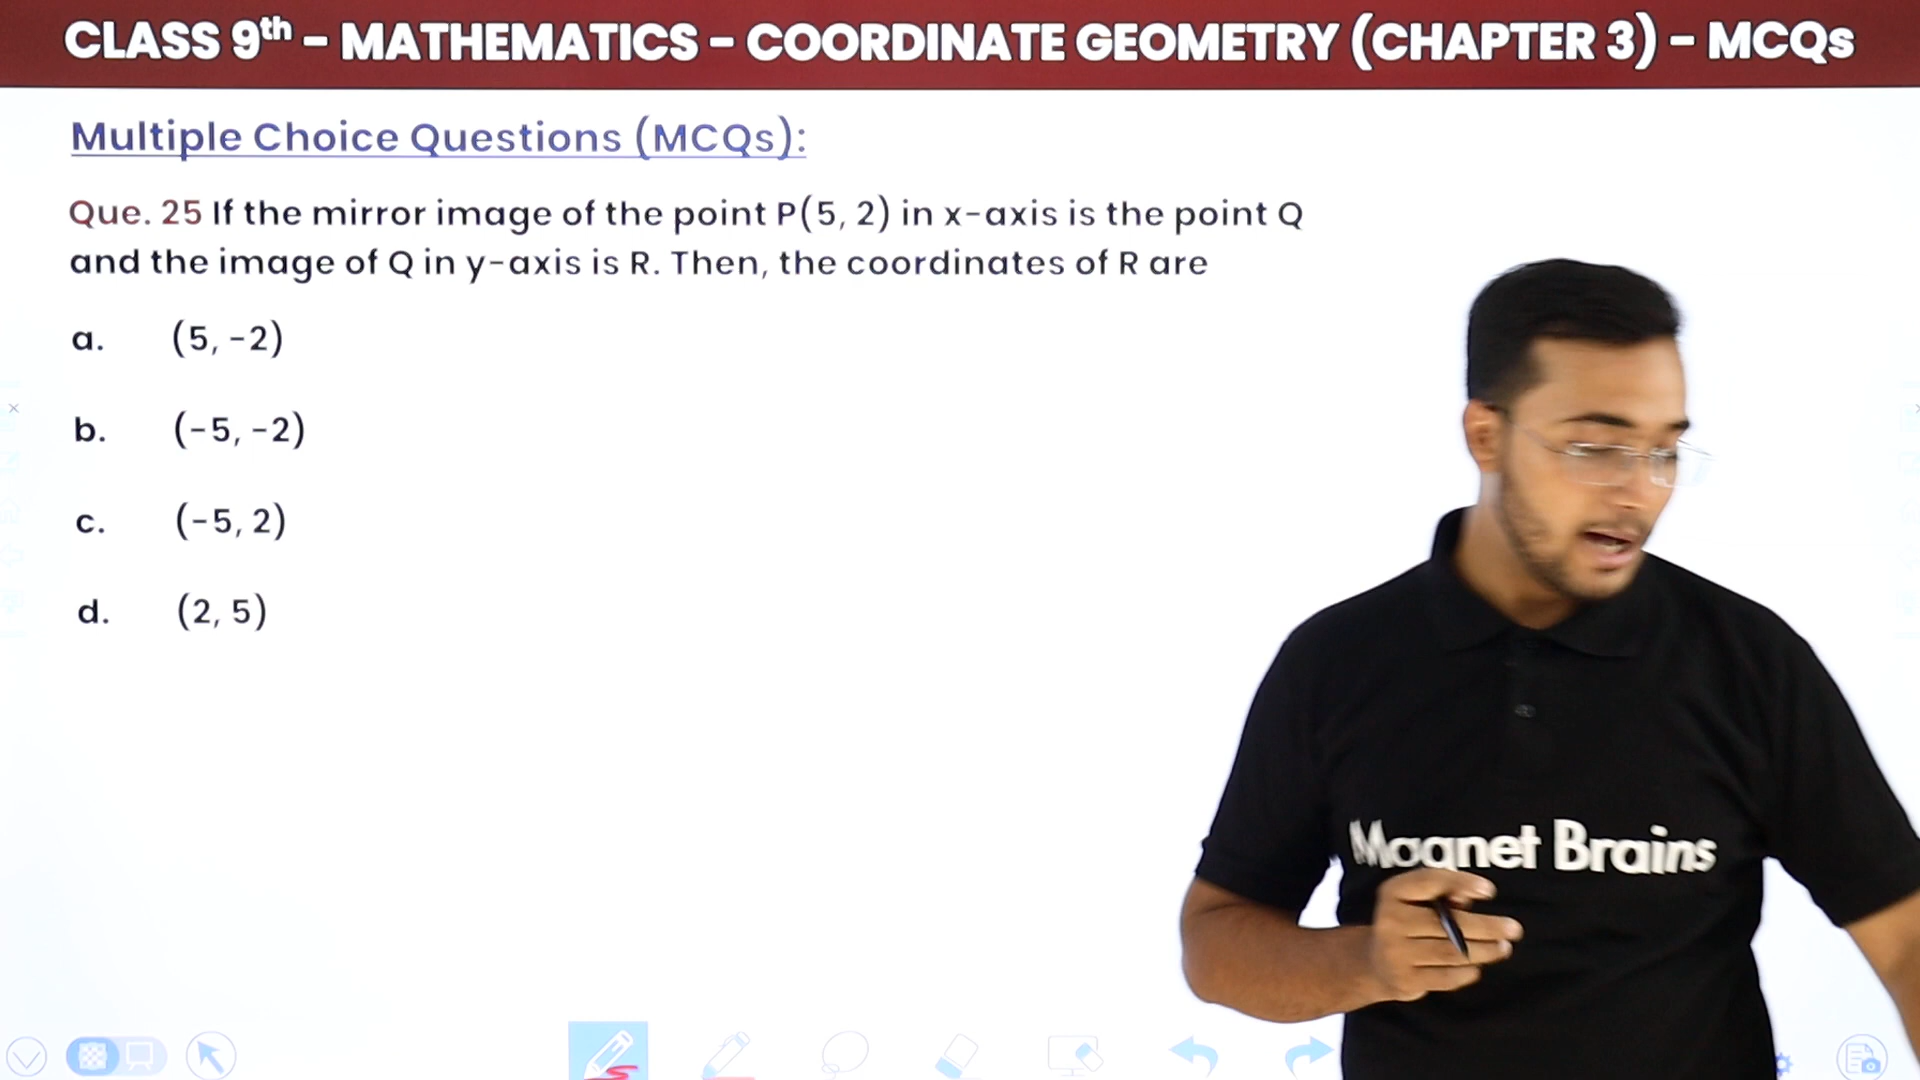 CLASS 9th - MATHEMATICS - COORDINATE GEOMETRY (CHAPTER 3) - MCQs
Multiple Choice Questions (MCQs):
Que. 25 If the mirror image of the point P(5, 2) in x-axis is the point Q
and the image of Q in y-axis is R. Then, the coordinates of R are
a. (5, -2)
b. (-5, -2)
c. (-5, 2)
d. (2, 5)
Magnet Brains